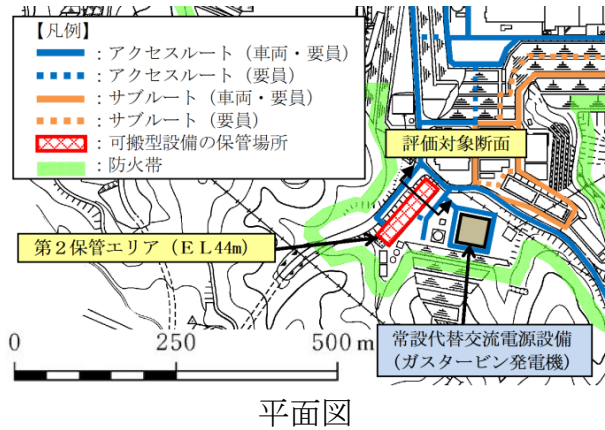 【凡例】
：アクセスルート（車両・要員）
：アクセスルート（要員）
：サブルート（車両・要員）
：サブルート（要員）
：可搬型設備の保管場所
：防火帯
評価対象断面
第２保管エリア（ＥＬ44m）
常設代替交流電源設備
（ガスタービン発電機）
0 250 500 m
平面図